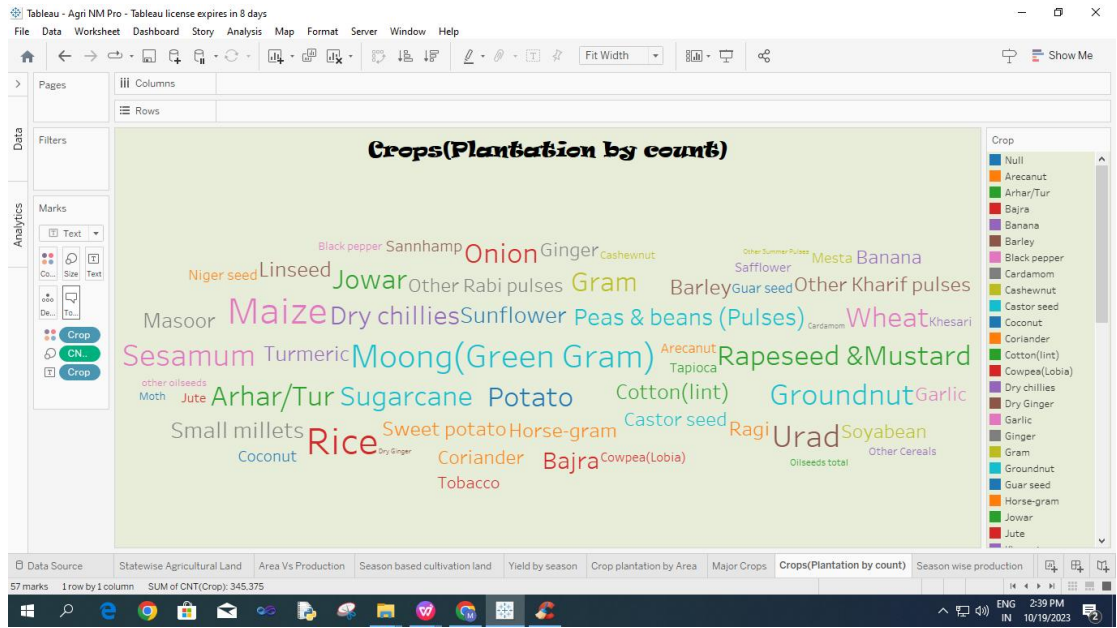 Tableau - Agri NM Pro - Tableau license expires in 8 days
File Data Worksheet Dashboard Story Analysis Map Format Server Window Help
Fit Width
Show Me
Pages
Columns
Rows
Data
Analytics
Filters
Marks
Text
Co... Size Text
De... To...
Crop
CN..
Crop
Crops(Plantation by count)
Black pepper Sannhamp Onion Ginger Cashewnut Other Summer Pulses Mesta Banana
Niger seed Linseed Jowar Other Rabi pulses Gram Safflower Barley Guar seed Other Kharif pulses
Masoor Maize Dry chillies Sunflower Peas & beans (Pulses) Cardamom Wheat Khesari
Sesamum Turmeric Moong(Green Gram) Arecanut Tapioca Rapeseed &Mustard
other oilseeds
Moth Jute Arhar/Tur Sugarcane Potato Cotton(lint) Groundnut Garlic
Small millets Rice Sweet potato Horse-gram Castor seed Ragi Urad Soyabean
Coconut Dry Ginger Coriander Bajra Cowpea(Lobia) Oilseeds total Other Cereals
Tobacco
Crop
Null
Arecanut
Arhar/Tur
Bajra
Banana
Barley
Black pepper
Cardamom
Cashewnut
Castor seed
Coconut
Coriander
Cotton(lint)
Cowpea(Lobia)
Dry chillies
Dry Ginger
Garlic
Ginger
Gram
Groundnut
Guar seed
Horse-gram
Jowar
Jute
Data Source Statewise Agricultural Land Area Vs Production Season based cultivation land Yield by season Crop plantation by Area Major Crops Crops(Plantation by count) Season wise production
57 marks 1 row by 1 column SUM of CNT(Crop): 345,375
ENG 2:39 PM
IN 10/19/2023
2